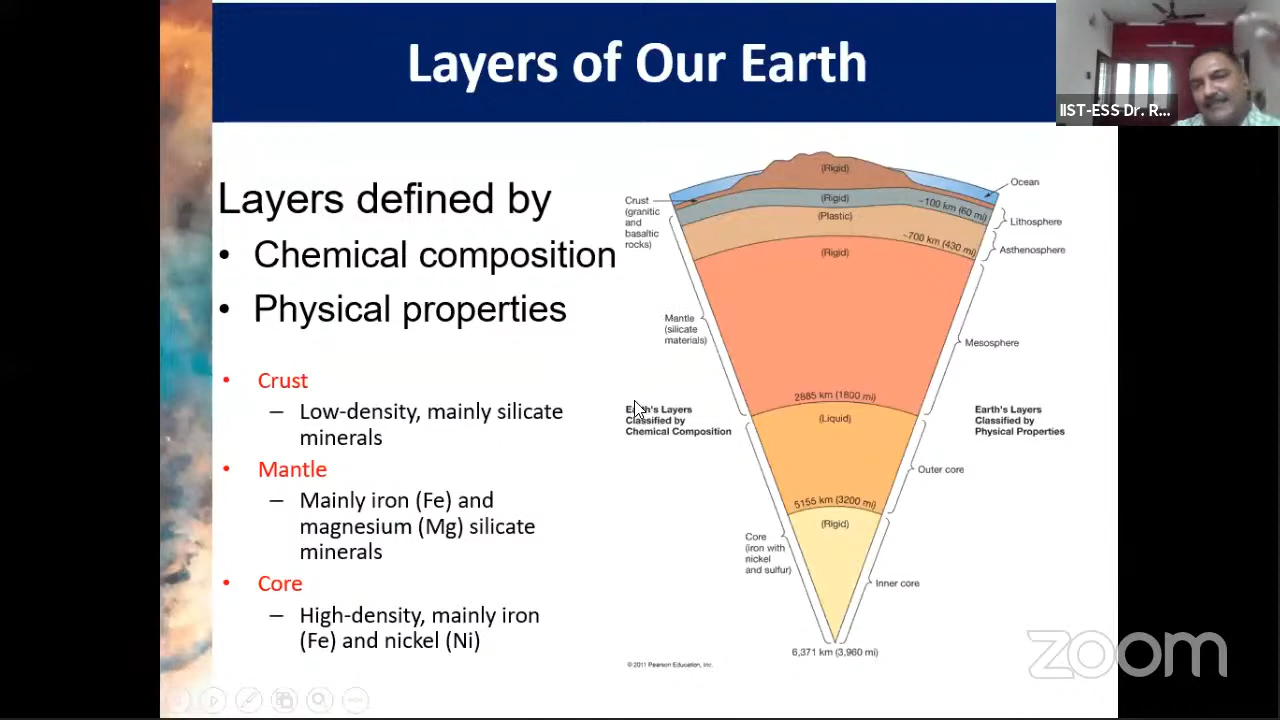 Layers of Our Earth
IIST-ESS Dr. R...
Layers defined by
• Chemical composition
• Physical properties
• Crust
– Low-density, mainly silicate
minerals
• Mantle
– Mainly iron (Fe) and
magnesium (Mg) silicate
minerals
• Core
– High-density, mainly iron
(Fe) and nickel (Ni)
(Rigid)
Ocean
Crust
(granitic
and
basaltic
rocks)
(Rigid)
~100 km (60 mi)
Lithosphere
(Plastic)
~700 km (430 mi)
Asthenosphere
(Rigid)
Mantle
(silicate
materials)
Mesosphere
2885 km (1800 mi)
Earth's Layers
Classified by
Chemical Composition
(Liquid)
Earth's Layers
Classified by
Physical Properties
Outer core
5155 km (3200 mi)
(Rigid)
Core
(iron with
nickel
and sulfur)
Inner core
6,371 km (3,960 mi)
© 2011 Pearson Education, Inc.
zoom